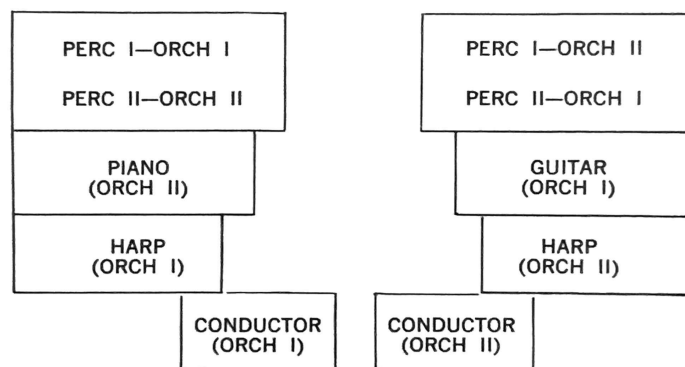 PERC I—ORCH I
PERC II—ORCH II
PIANO
(ORCH II)
HARP
(ORCH I)
CONDUCTOR
(ORCH I)
PERC I—ORCH II
PERC II—ORCH I
GUITAR
(ORCH I)
HARP
(ORCH II)
CONDUCTOR
(ORCH II)